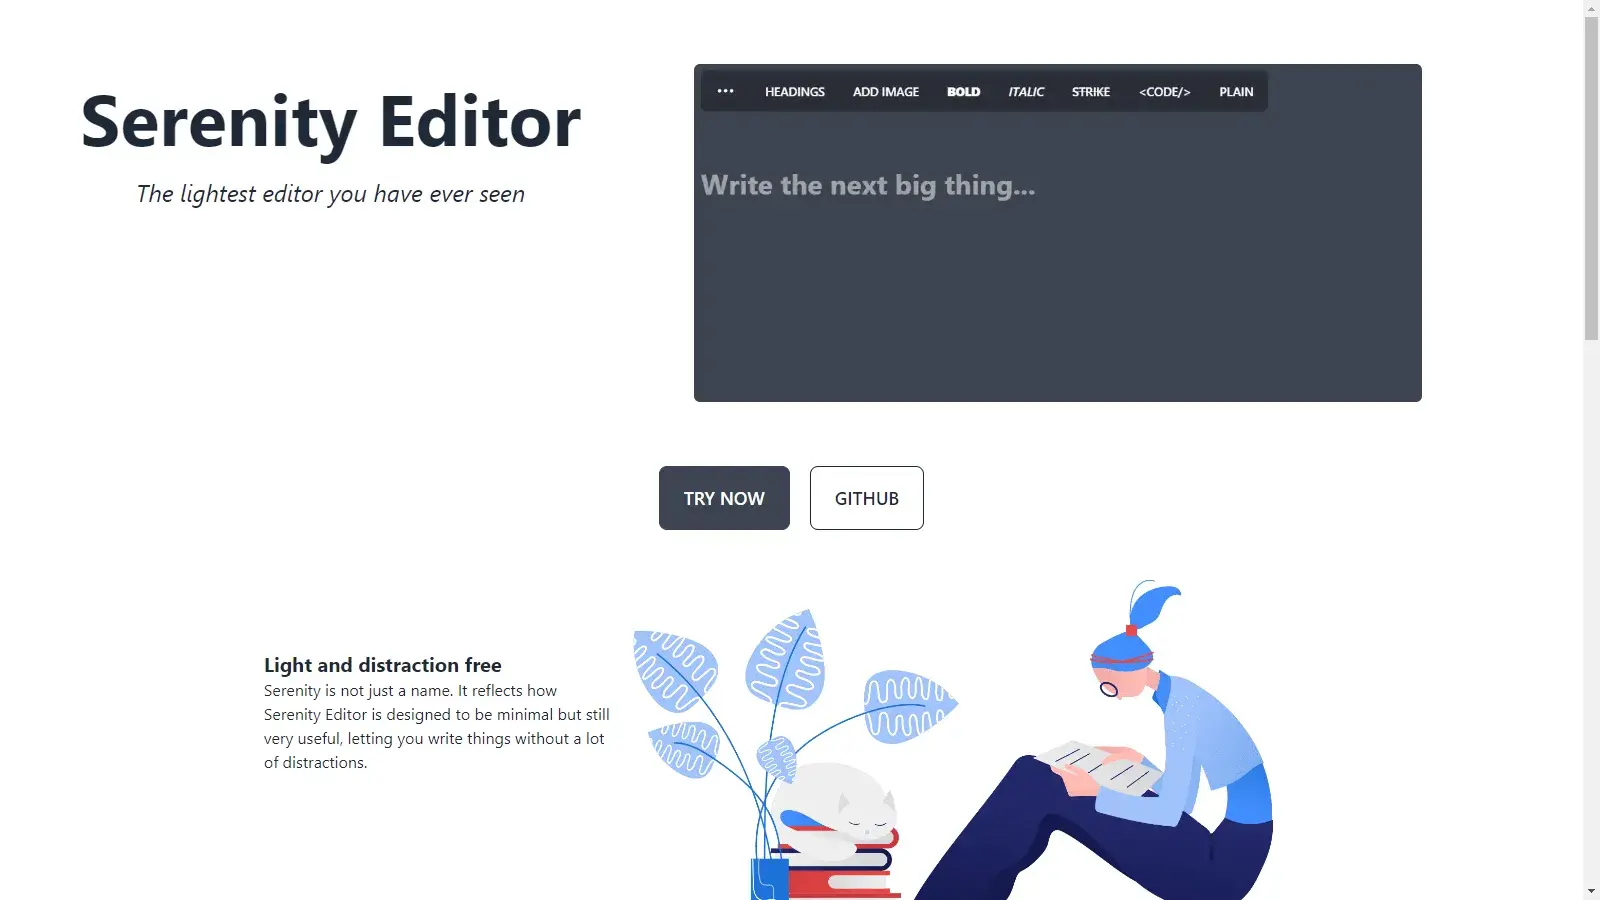 Serenity Editor
The lightest editor you have ever seen
••• HEADINGS ADD IMAGE BOLD ITALIC STRIKE <CODE/> PLAIN
Write the next big thing...
TRY NOW GITHUB
Light and distraction free
Serenity is not just a name. It reflects how
Serenity Editor is designed to be minimal but still
very useful, letting you write things without a lot
of distractions.